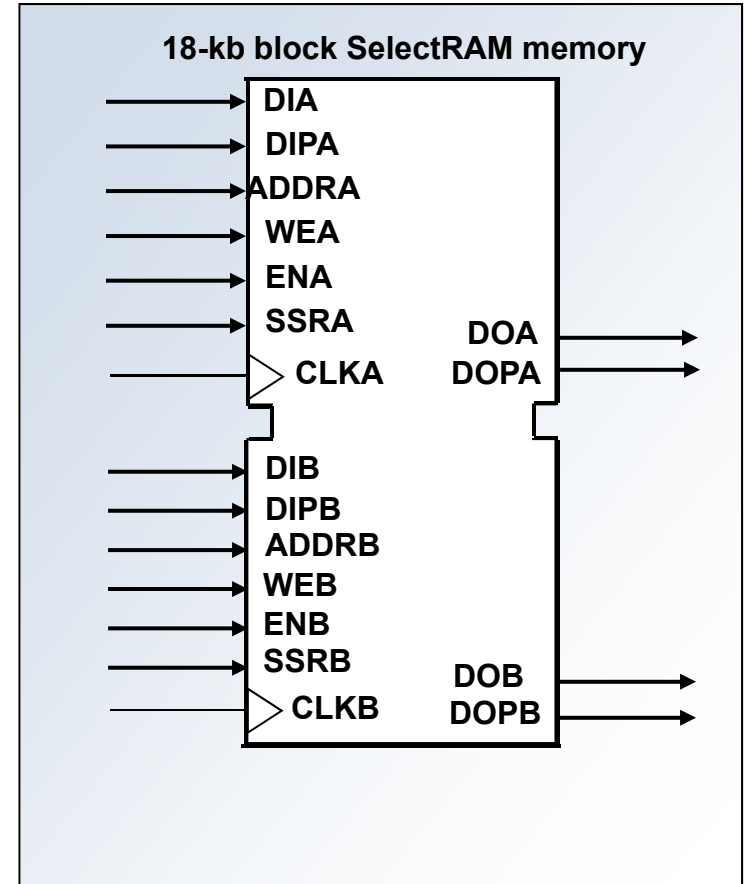 18-kb block SelectRAM memory
DIA
DIPA
ADDRA
WEA
ENA
SSRA
DOA
CLKA DOPA
DIB
DIPB
ADDRB
WEB
ENB
SSRB
DOB
CLKB DOPB